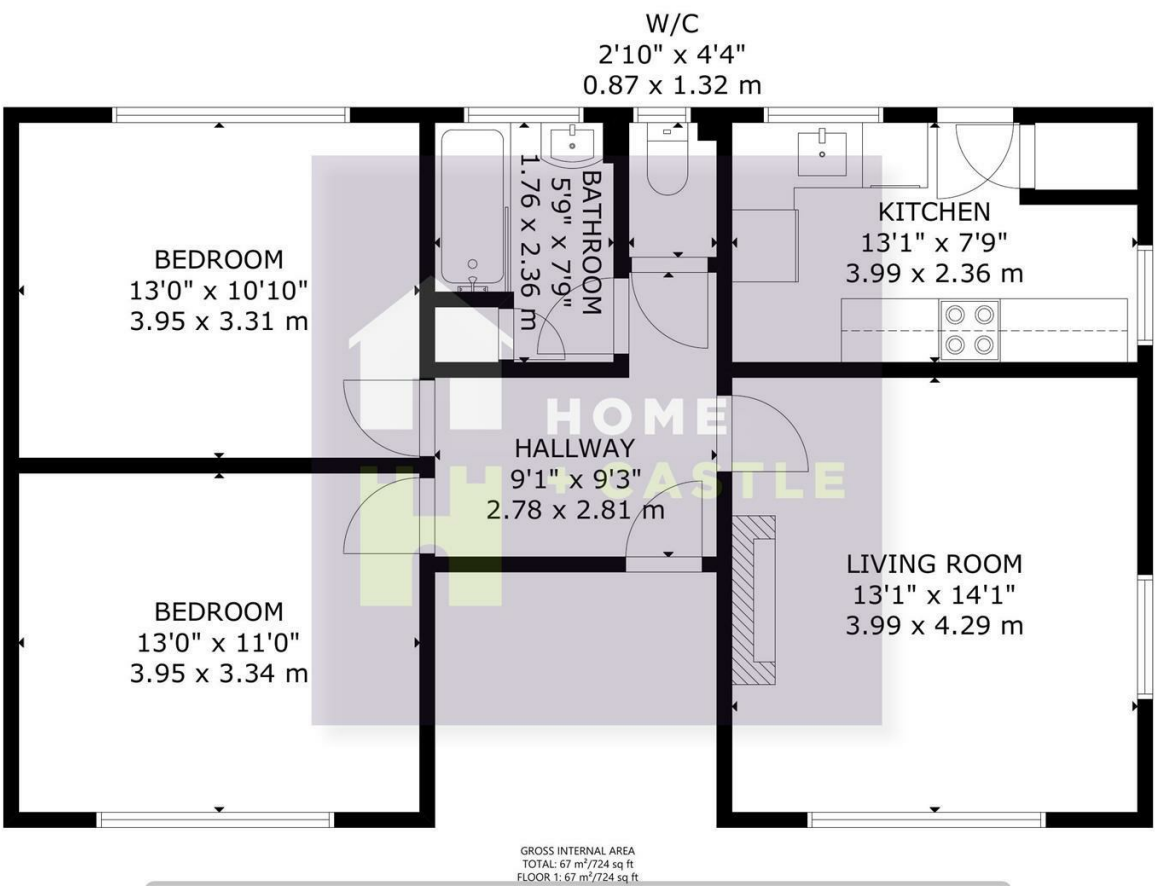 W/C
2'10" x 4'4"
0.87 x 1.32 m
BEDROOM
13'0" x 10'10"
3.95 x 3.31 m
BATHROOM
5'9" x 7'9"
1.76 x 2.36 m
KITCHEN
13'1" x 7'9"
3.99 x 2.36 m
HOME
+ CASTLE
HALLWAY
9'1" x 9'3"
2.78 x 2.81 m
LIVING ROOM
13'1" x 14'1"
3.99 x 4.29 m
BEDROOM
13'0" x 11'0"
3.95 x 3.34 m
GROSS INTERNAL AREA
TOTAL: 67 m²/724 sq ft
FLOOR 1: 67 m²/724 sq ft